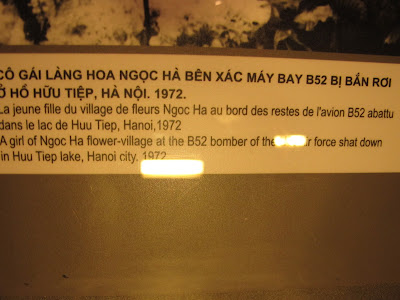 CÔ GÁI LÀNG HOA NGỌC HÀ BÊN XÁC MÁY BAY B52 BỊ BẮN RƠI
Ở HỒ HỮU TIỆP, HÀ NỘI. 1972.
La jeune fille du village de fleurs Ngoc Ha au bord des restes de l'avion B52 abattu
dans le lac de Huu Tiep, Hanoi,1972
A girl of Ngoc Ha flower-village at the B52 bomber of the force shat down
in Huu Tiep lake, Hanoi city. 1972